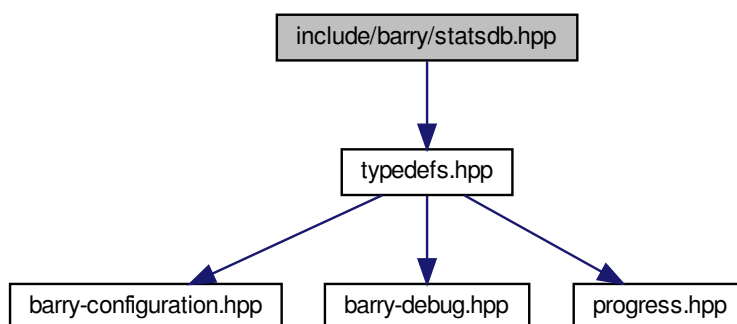 include/barry/statsdb.hpp
typedefs.hpp
barry-configuration.hpp
barry-debug.hpp
progress.hpp